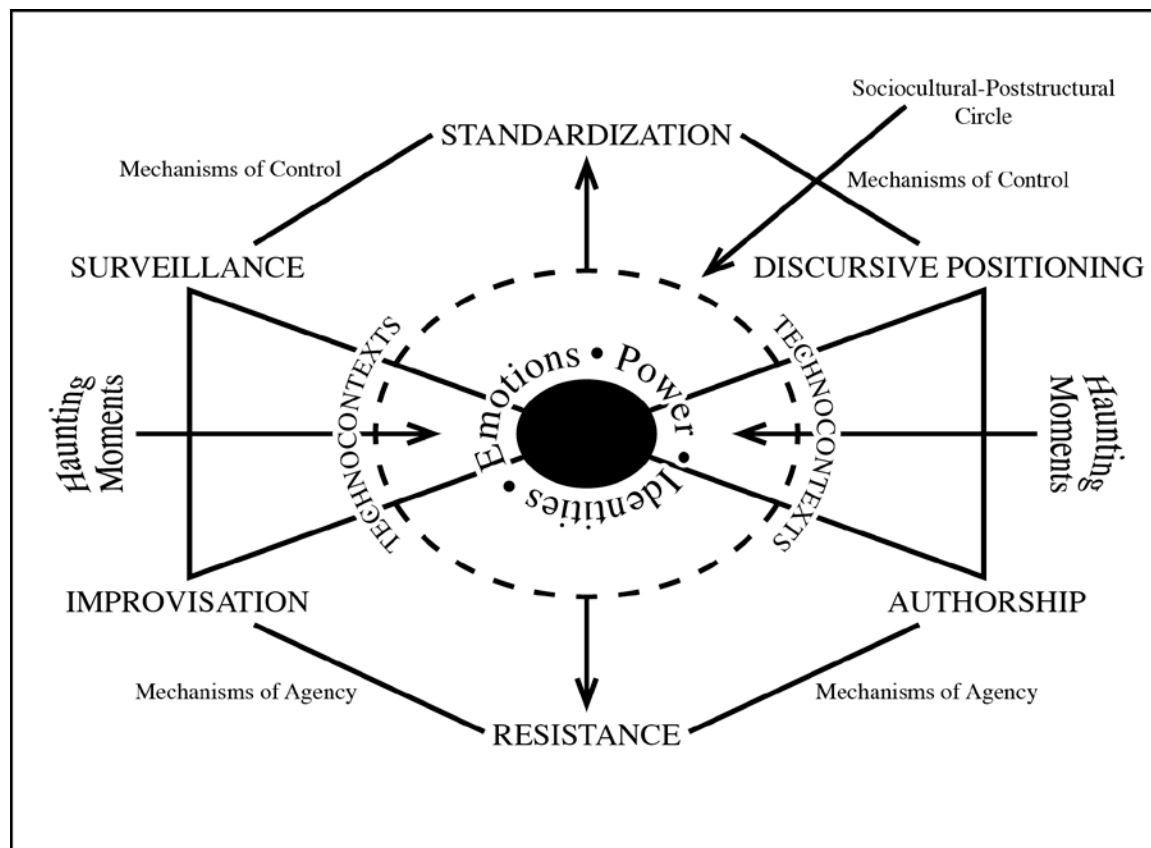 Sociocultural-Poststructural
Circle
STANDARDIZATION
Mechanisms of Control
Mechanisms of Control
SURVEILLANCE
DISCURSIVE POSITIONING
TECHNOCONTEXTS
TECHNOCONTEXTS
Emotions • Power • Identities •
Haunting
Moments
Haunting
Moments
IMPROVISATION
AUTHORSHIP
Mechanisms of Agency
Mechanisms of Agency
RESISTANCE